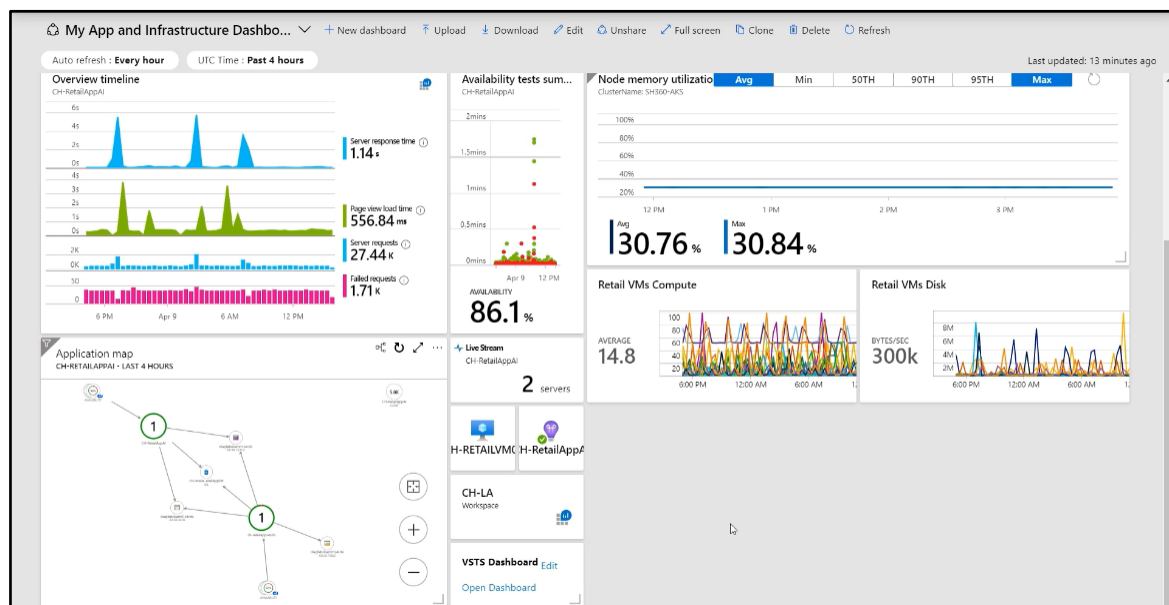 My App and Infrastructure Dashbo...
New dashboard
Upload
Download
Edit
Unshare
Full screen
Clone
Delete
Refresh
Auto refresh : Every hour
UTC Time : Past 4 hours
Last updated: 13 minutes ago
Overview timeline
CH-RetailAppAI
6s
4s
2s
0s
Server response time
1.14 s
4s
3s
2s
1s
0s
Page view load time
556.84 ms
2K
0K
Server requests
27.44 K
50
0
Failed requests
1.71 K
6 PM
Apr 9
6 AM
12 PM
Availability tests sum...
CH-RetailAppAI
2mins
1.5mins
1mins
0.5mins
0mins
Apr 9
12 PM
AVAILABILITY
86.1 %
Node memory utilizatio
Avg
Min
50TH
90TH
95TH
Max
ClusterName: SH360-AKS
100%
80%
60%
40%
20%
12 PM
1 PM
2 PM
3 PM
Avg
30.76 %
Max
30.84 %
Retail VMs Compute
AVERAGE
14.8
100
80
60
40
20
0
6:00 PM
12:00 AM
6:00 AM
1:
Retail VMs Disk
BYTES/SEC
300k
8M
6M
4M
2M
6:00 PM
12:00 AM
6:00 AM
1:
Application map
CH-RETAILAPPAI · LAST 4 HOURS
1
1
Live Stream
CH-RetailAppAI
2 servers
H-RETAILVM0
H-RetailAppA
CH-LA
Workspace
VSTS Dashboard Edit
Open Dashboard